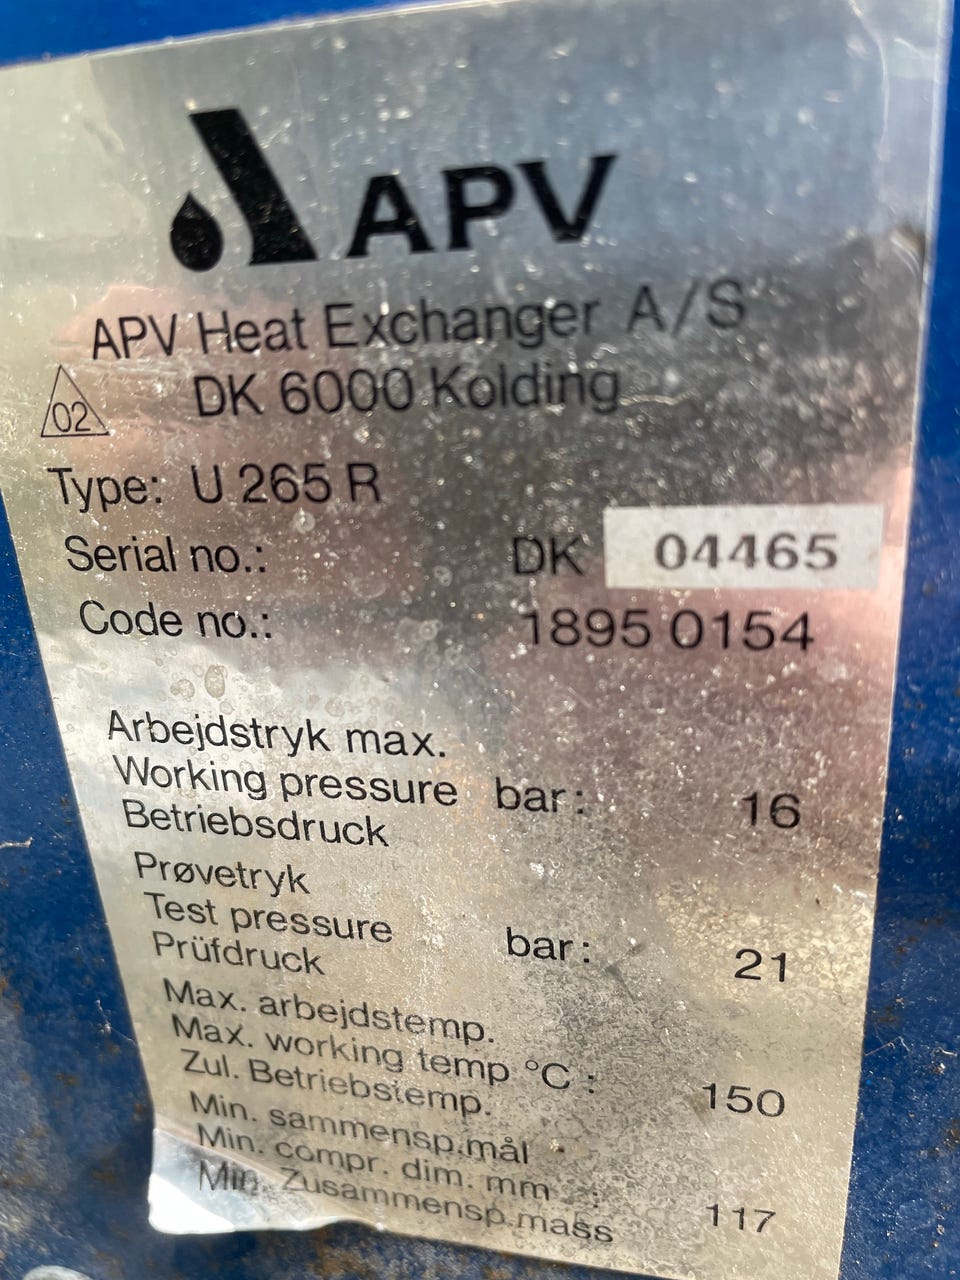 APV
APV Heat Exchanger A/S
02 DK 6000 Kolding
Type: U 265 R
Serial no.: DK 04465
Code no.: 1895 0154
Arbejdstryk max.
Working pressure bar: 16
Betriebsdruck
Prøvetryk
Test pressure bar: 21
Prüfdruck
Max. arbejdstemp.
Max. working temp °C: 150
Zul. Betriebstemp.
Min. sammensp.mål
Min. compr. dim. mm : 117
Min. Zusammensp.mass